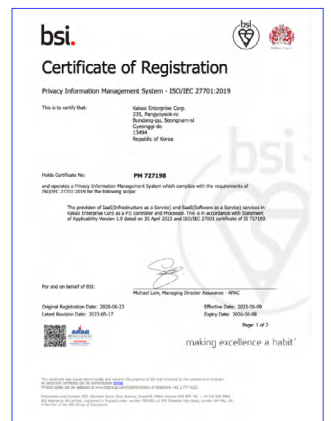 bsi.
bsi
Certificate of Registration
Privacy Information Management System - ISO/IEC 27701:2019
This is to certify that:
Kakao Enterprise Corp.
235, Pangyoyeok-ro
Bundang-gu, Seongnam-si
Gyeonggi-do
13494
Republic of Korea
bsi
Holds Certificate No:
PM 727198
and operates a Privacy Information Management System which complies with the requirements of
ISO/IEC 27701:2019 for the following scope:
The provision of IaaS(Infrastructure as a Service) and SaaS(Software as a Service) services in
Kakao Enterprise Corp as a PII controller and Processor. This is in accordance with Statement
of Applicability Version 1.0 dated on 20 April 2023 and ISO/IEC 27001 certificate of IS 727193.
For and on behalf of BSI:
Michael Lam, Managing Director Assurance - APAC
Original Registration Date: 2020-06-23
Effective Date: 2023-06-09
Latest Revision Date: 2023-05-17
Expiry Date: 2026-06-08
Page: 1 of 2
ANAB
making excellence a habit